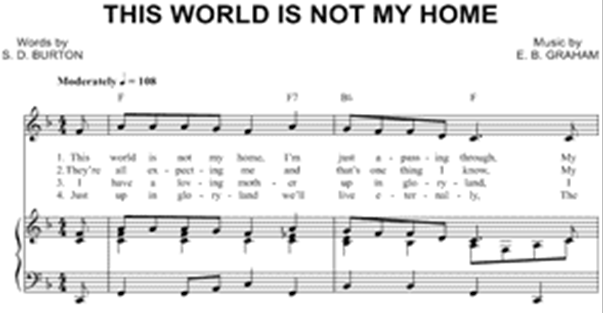 THIS WORLD IS NOT MY HOME
Words by
S. D. BURTON
Music by
E. B. GRAHAM
Moderately ♩ = 108
F F7 B6 F
1. This world is not my home, I'm just a - pass - ing through, My
2. They're all ex - pect - ing me and that's one thing I know, My
3. I have a lov - ing moth - er up in glo - ry - land, I
4. Just up in glo - ry - land we'll live e - ter - nal - ly, The